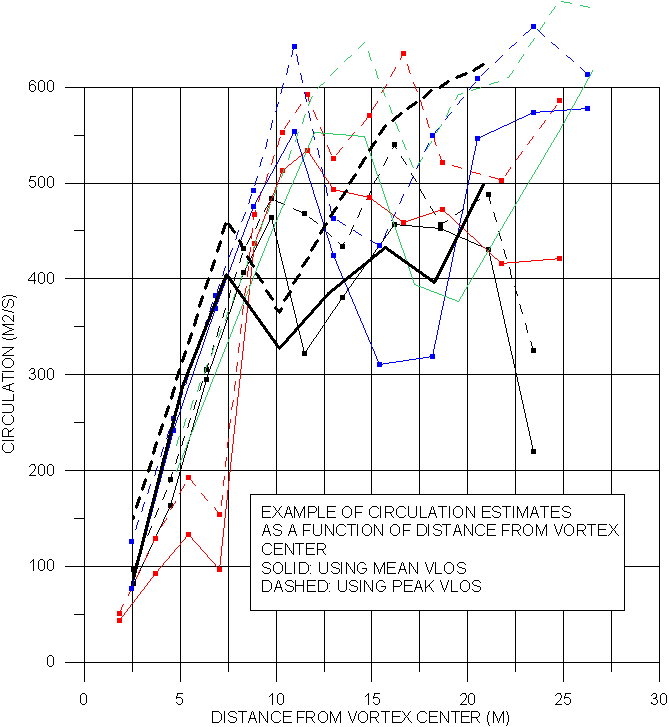 600
500
400
300
200
100
0
CIRCULATION (M2/S)
EXAMPLE OF CIRCULATION ESTIMATES
AS A FUNCTION OF DISTANCE FROM VORTEX
CENTER
SOLID: USING MEAN VLOS
DASHED: USING PEAK VLOS
0 5 10 15 20 25 30
DISTANCE FROM VORTEX CENTER (M)